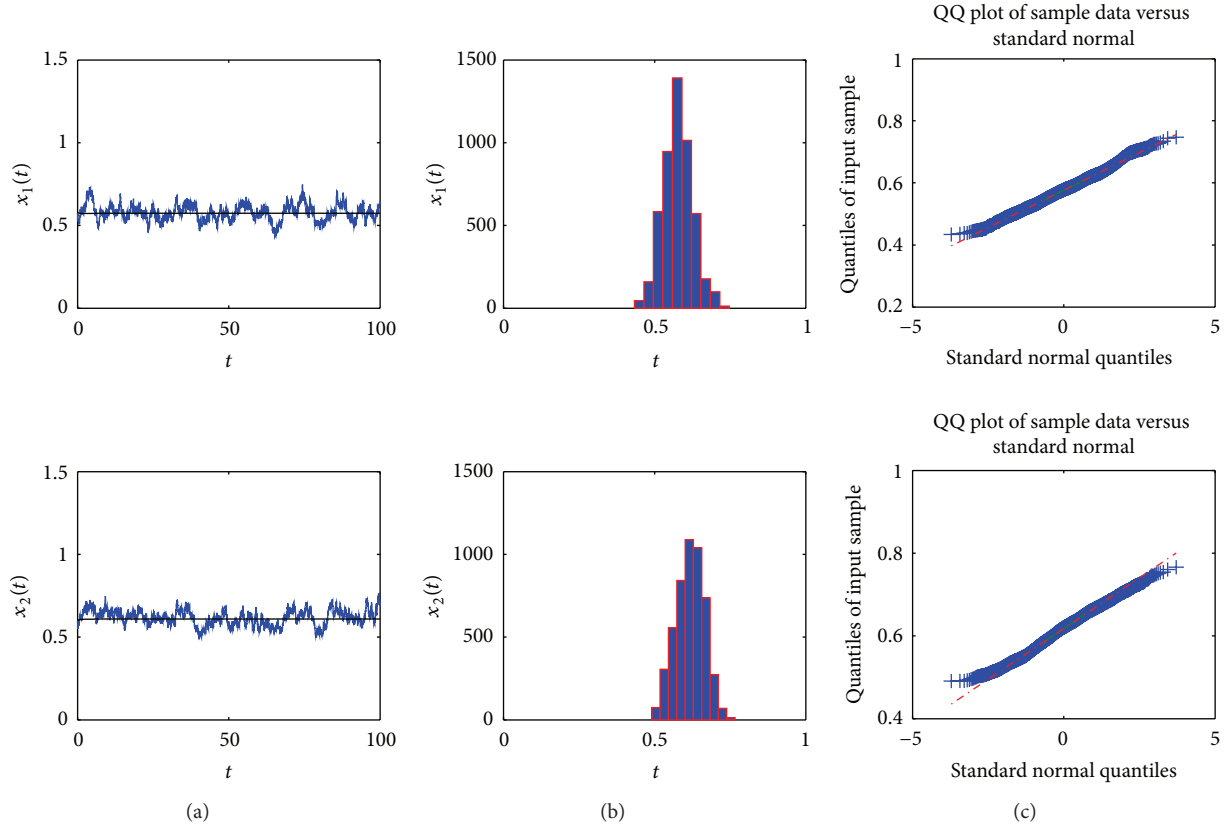 1.5
1
0.5
0
x₁(t)
0
50
100
t
1500
1000
500
0
x₁(t)
0
0.5
1
t
QQ plot of sample data versus
standard normal
1
0.8
0.6
0.4
0.2
Quantiles of input sample
−5
0
5
Standard normal quantiles
1.5
1
0.5
0
x₂(t)
0
50
100
t
1500
1000
500
0
x₂(t)
0
0.5
1
t
QQ plot of sample data versus
standard normal
1
0.8
0.6
0.4
Quantiles of input sample
−5
0
5
Standard normal quantiles
(a)
(b)
(c)